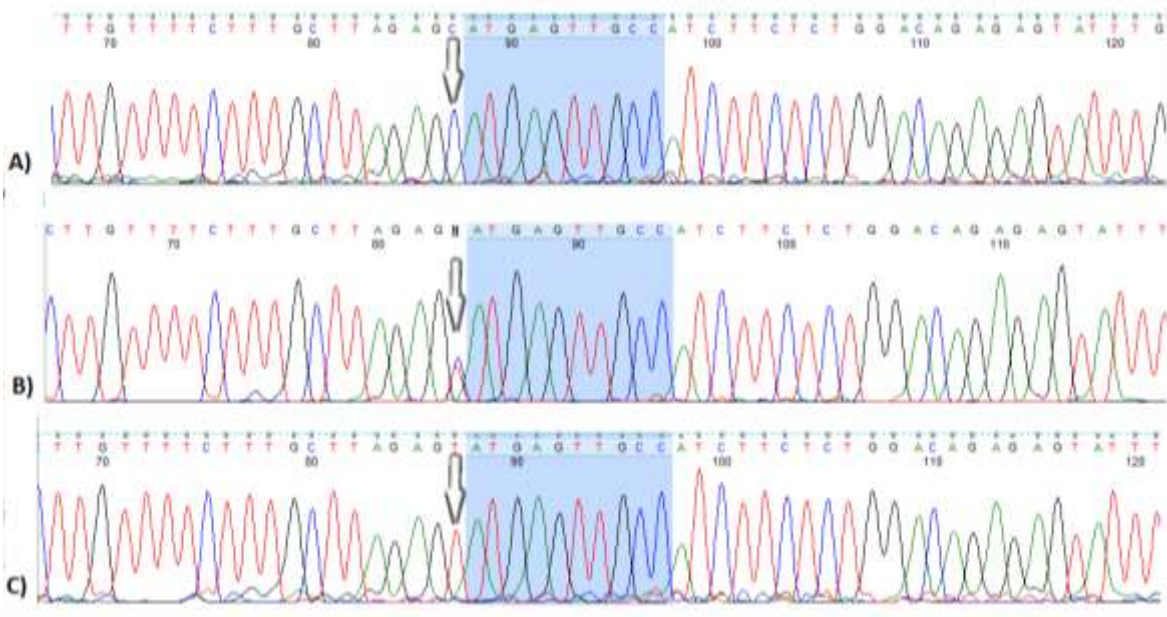 T T G T T T T C T T T G C T T A G A G C A T G A G T T G C C A T C T T C T C T G G A C A G A G A G T A T T T G
70 80 90 100 110 120
A)
C T T G T T T T C T T T G C T T A G A G N A T G A G T T G C C A T C T T C T C T G G A C A G A G A G T A T T T
70 80 90 100 110
B)
T T G T T T T C T T T G C T T A G A G T A T G A G T T G C C A T C T T C T C T G G A C A G A G A G T A T T T
70 80 90 100 110 120
C)